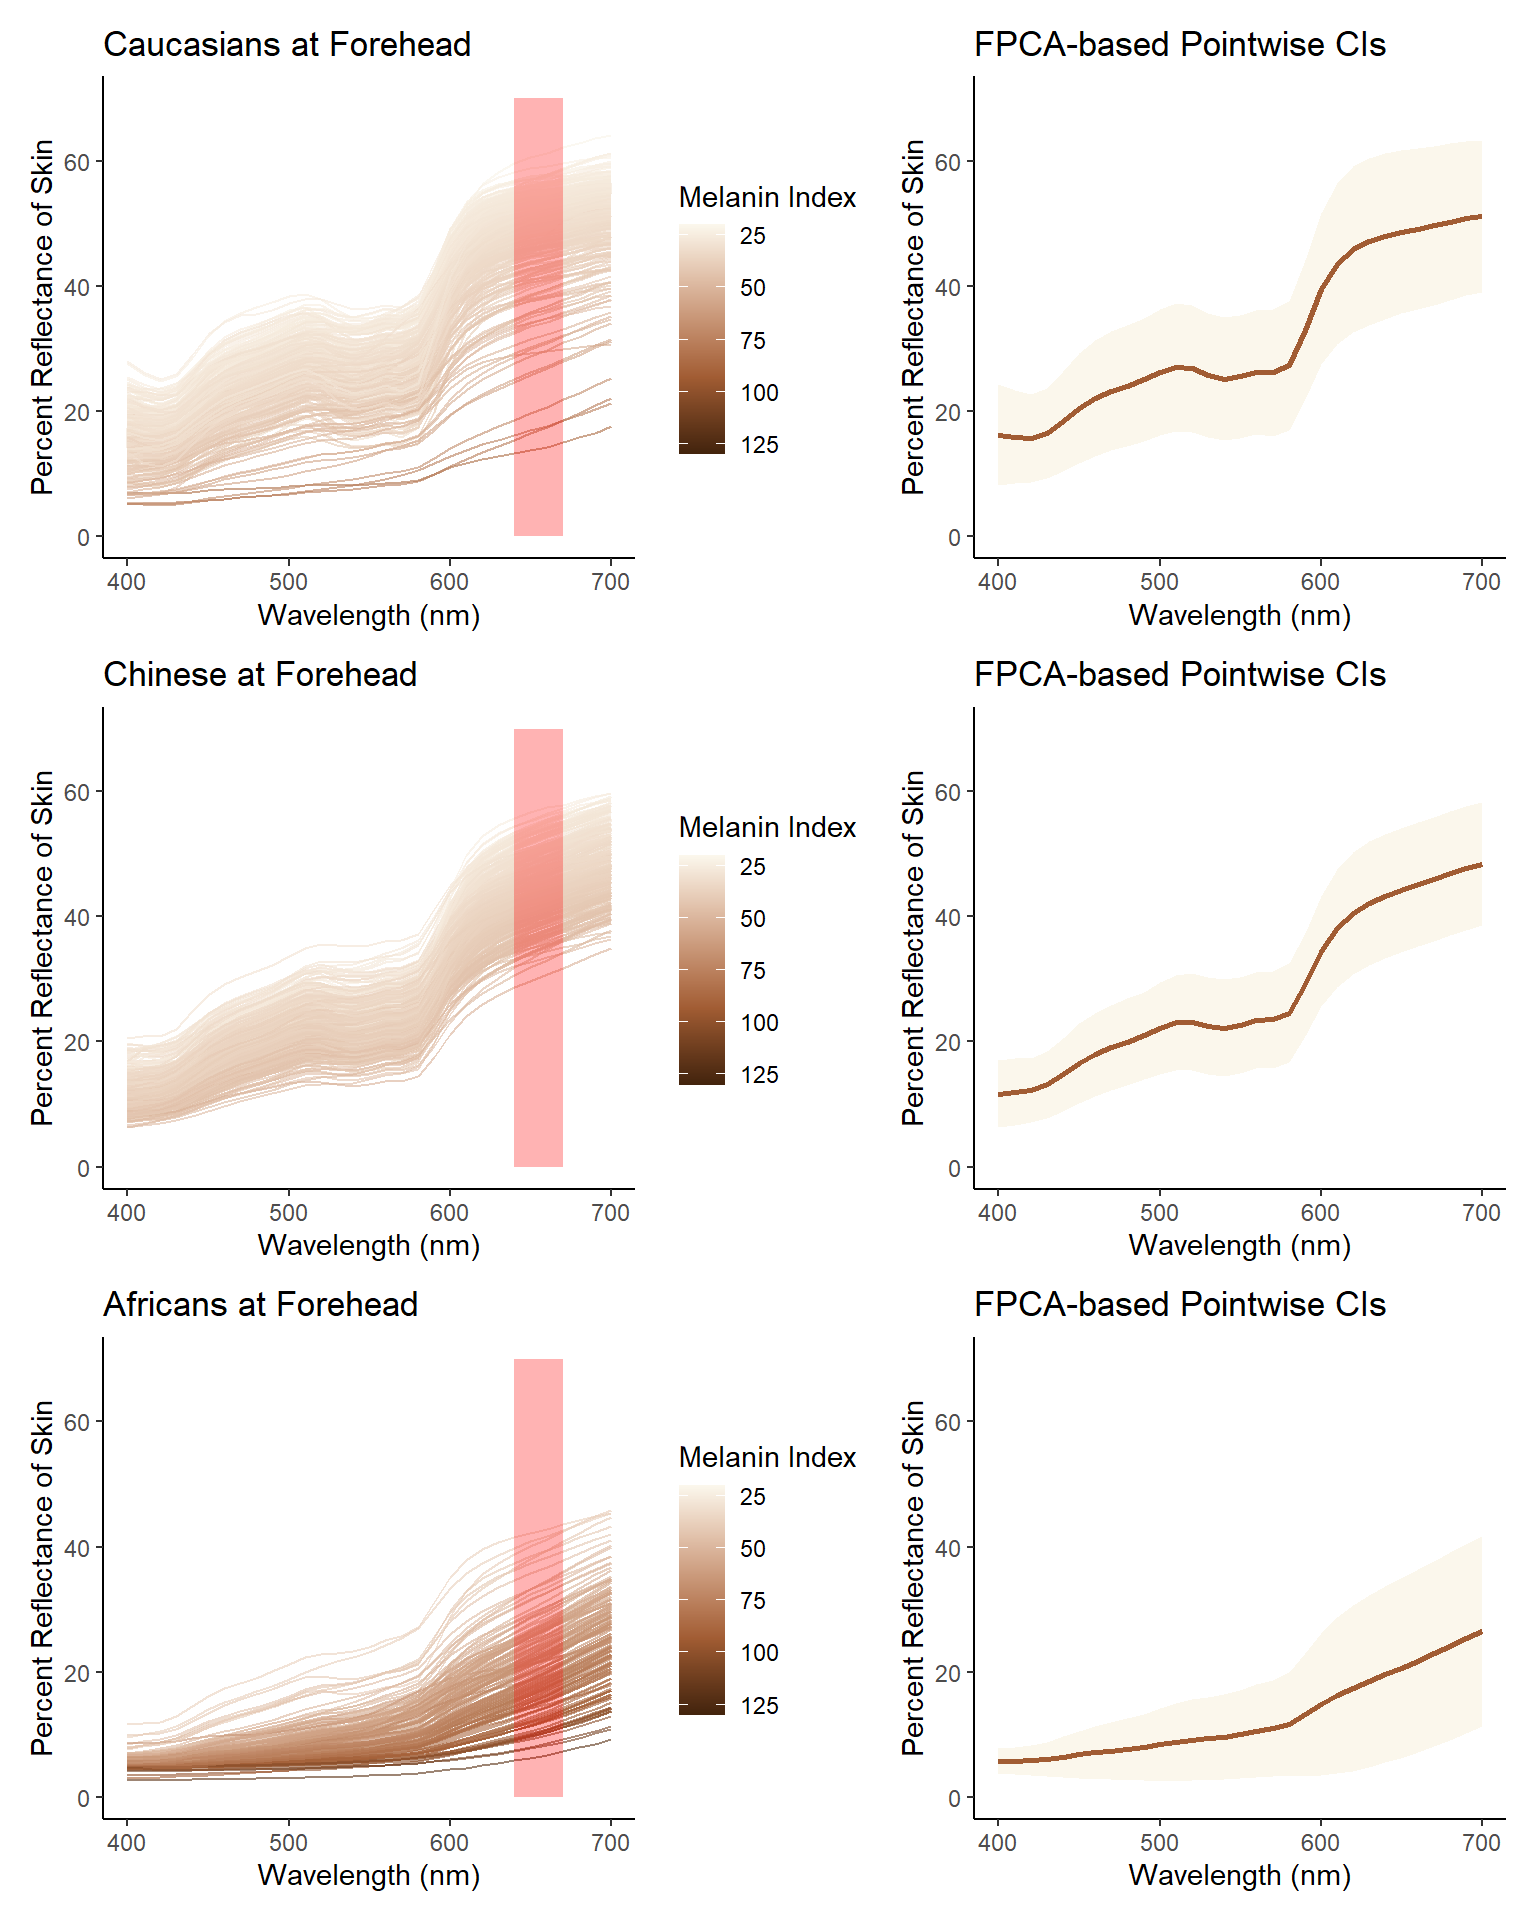 Caucasians at Forehead
Percent Reflectance of Skin
60
40
20
0
400 500 600 700
Wavelength (nm)
Melanin Index
25
50
75
100
125
FPCA-based Pointwise CIs
Percent Reflectance of Skin
60
40
20
0
400 500 600 700
Wavelength (nm)
Chinese at Forehead
Percent Reflectance of Skin
60
40
20
0
400 500 600 700
Wavelength (nm)
Melanin Index
25
50
75
100
125
FPCA-based Pointwise CIs
Percent Reflectance of Skin
60
40
20
0
400 500 600 700
Wavelength (nm)
Africans at Forehead
Percent Reflectance of Skin
60
40
20
0
400 500 600 700
Wavelength (nm)
Melanin Index
25
50
75
100
125
FPCA-based Pointwise CIs
Percent Reflectance of Skin
60
40
20
0
400 500 600 700
Wavelength (nm)